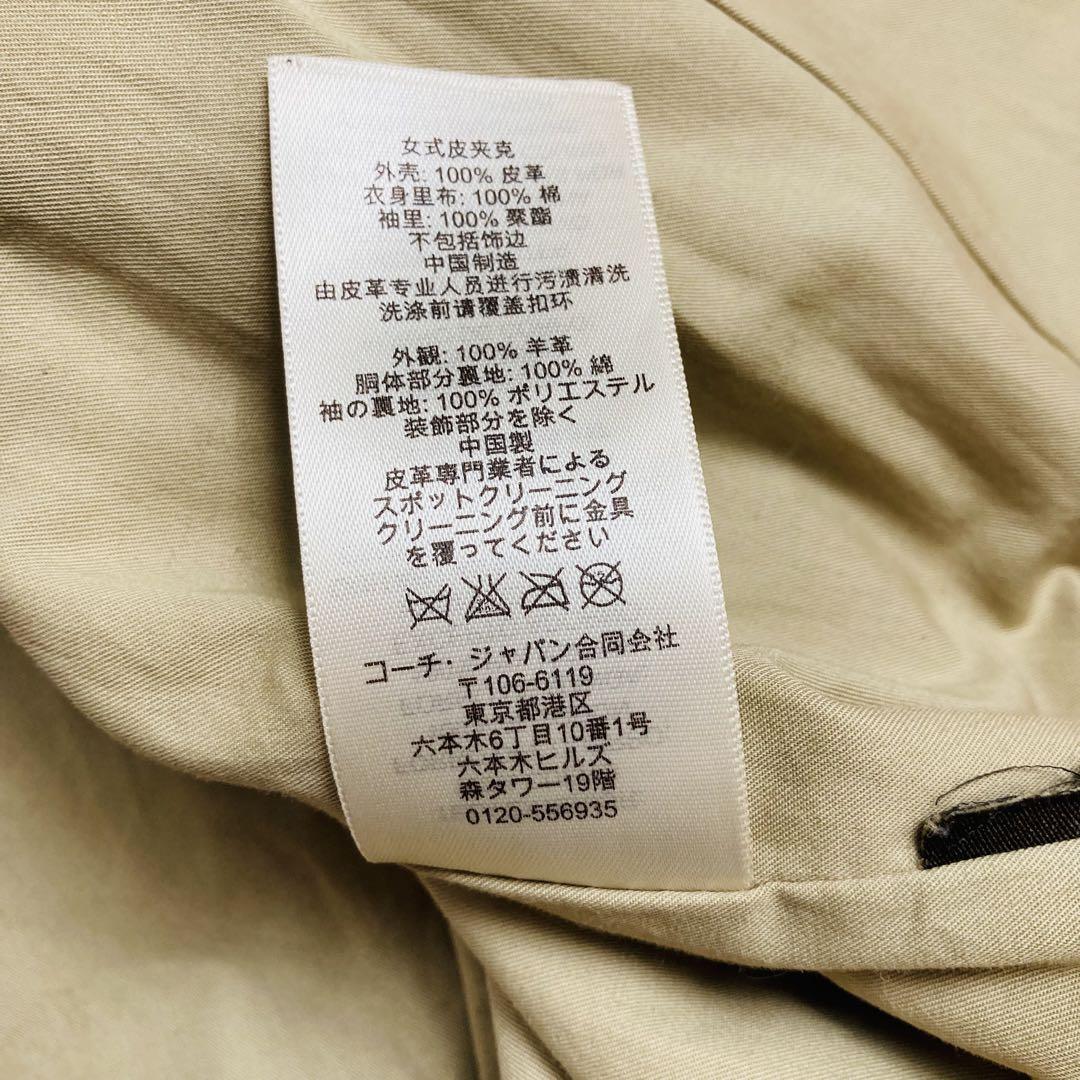 女式皮夹克
外壳: 100% 皮革
衣身里布: 100% 棉
袖里: 100% 聚酯
不包括饰边
中国制造
由皮革专业人员进行污渍清洗
洗涤前请覆盖扣环
外観: 100% 羊革
胴体部分裏地: 100% 綿
袖の裏地: 100% ポリエステル
装飾部分を除く
中国製
皮革専門業者による
スポットクリーニング
クリーニング前に金具
を覆ってください
コーチ・ジャパン合同会社
〒106-6119
東京都港区
六本木6丁目10番1号
六本木ヒルズ
森タワー19階
0120-556935